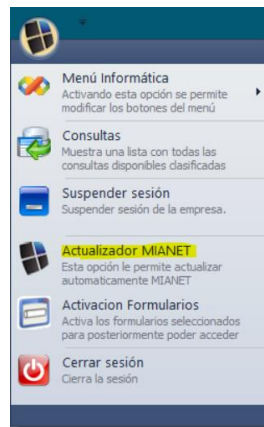 Menú Informática
Activando esta opción se permite
modificar los botones del menú
Consultas
Muestra una lista con todas las
consultas disponibles clasificadas
Suspender sesión
Suspender sesión de la empresa.
Actualizador MIANET
Esta opción le permite actualizar
automaticamente MIANET
Activacion Formularios
Activa los formularios seleccionados
para posteriormente poder acceder
Cerrar sesión
Cierra la sesión